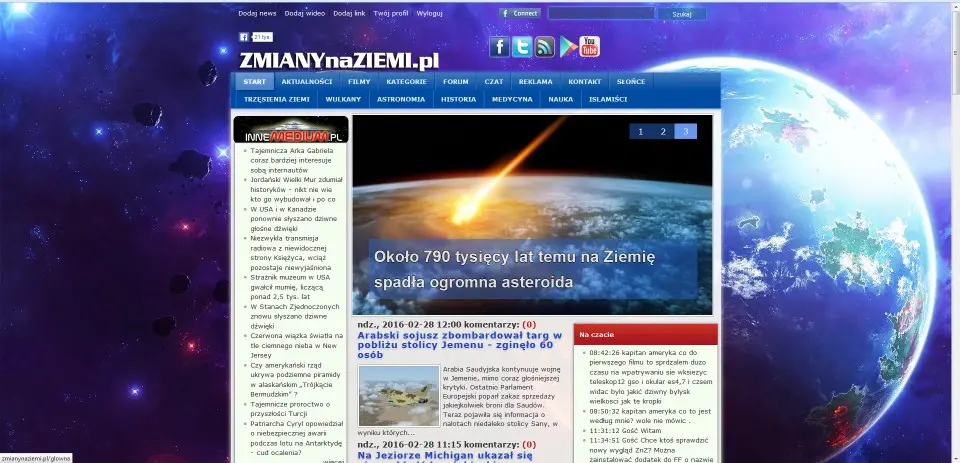 Dodaj news Dodaj wideo Dodaj link Twój profil Wyloguj
Connect
Szukaj
21 tys.
ZMIANYnaZIEMI.pl
You
Tube
START AKTUALNOŚCI FILMY KATEGORIE FORUM CZAT REKLAMA KONTAKT SŁOŃCE
TRZĘSIENIA ZIEMI WULKANY ASTRONOMIA HISTORIA MEDYCYNA NAUKA ISLAMIŚCI
INNEMEDIUM.PL
Tajemnicza Arka Gabriela
coraz bardziej interesuje
sobą internautów
Jordański Wielki Mur zdumiał
historyków - nikt nie wie
kto go wybudował i po co
W USA i w Kanadzie
ponownie słyszano dziwne
głośne dźwięki
Niezwykła transmisja
radiowa z niewidocznej
strony Księżyca, wciąż
pozostaje niewyjaśniona
Strażnik muzeum w USA
gwałcił mumię, liczącą
ponad 2,5 tys. lat
W Stanach Zjednoczonych
znowu słyszano dziwne
dźwięki
Czerwona wiązka światła na
tle ciemnego nieba w New
Jersey
Czy amerykański rząd
ukrywa podziemne piramidy
w alaskańskim „Trójkącie
Bermudzkim” ?
Tajemnicze proroctwo o
przyszłości Turcji
Patriarcha Cyryl opowiedział
o niebezpiecznej awarii
podczas lotu na Antarktydę
- cud ocalenia?
więcej
1 2 3
Około 790 tysięcy lat temu na Ziemię
spadła ogromna asteroida
ndz., 2016-02-28 12:00 komentarzy: (0)
Arabski sojusz zbombardował targ w
pobliżu stolicy Jemenu - zginęło 60
osób
Arabia Saudyjska kontynuuje wojnę
w Jemenie, mimo coraz głośniejszej
krytyki. Ostatnio Parlament
Europejski poparł zakaz sprzedaży
jakiejkolwiek broni dla Saudów.
Teraz pojawiła się informacja o
nalotach niedaleko stolicy Sany, w
wyniku których...
ndz., 2016-02-28 11:15 komentarzy: (0)
Na Jeziorze Michigan ukazał się
Na czacie
08:42:26 kapitan ameryka co do
pierwszego filmu to sprdzalem duzo
czasu na wpatrywaniu sie wksiezyc
teleskop12 gso i okular es4,7 i czsem
widac bylo jakić dziwny byłysk
wielkosci jak te kropki
08:50:32 kapitan ameryka co to jest
według mnie? wole nie mówic .
11:31:12 Gość Witam
11:34:51 Gość Chce ktoś sprawdzić
nowy wygląd ZnZ? Można
zainstalować dodatek do FF o nazwie
zmianynaziemi.pl/glowna